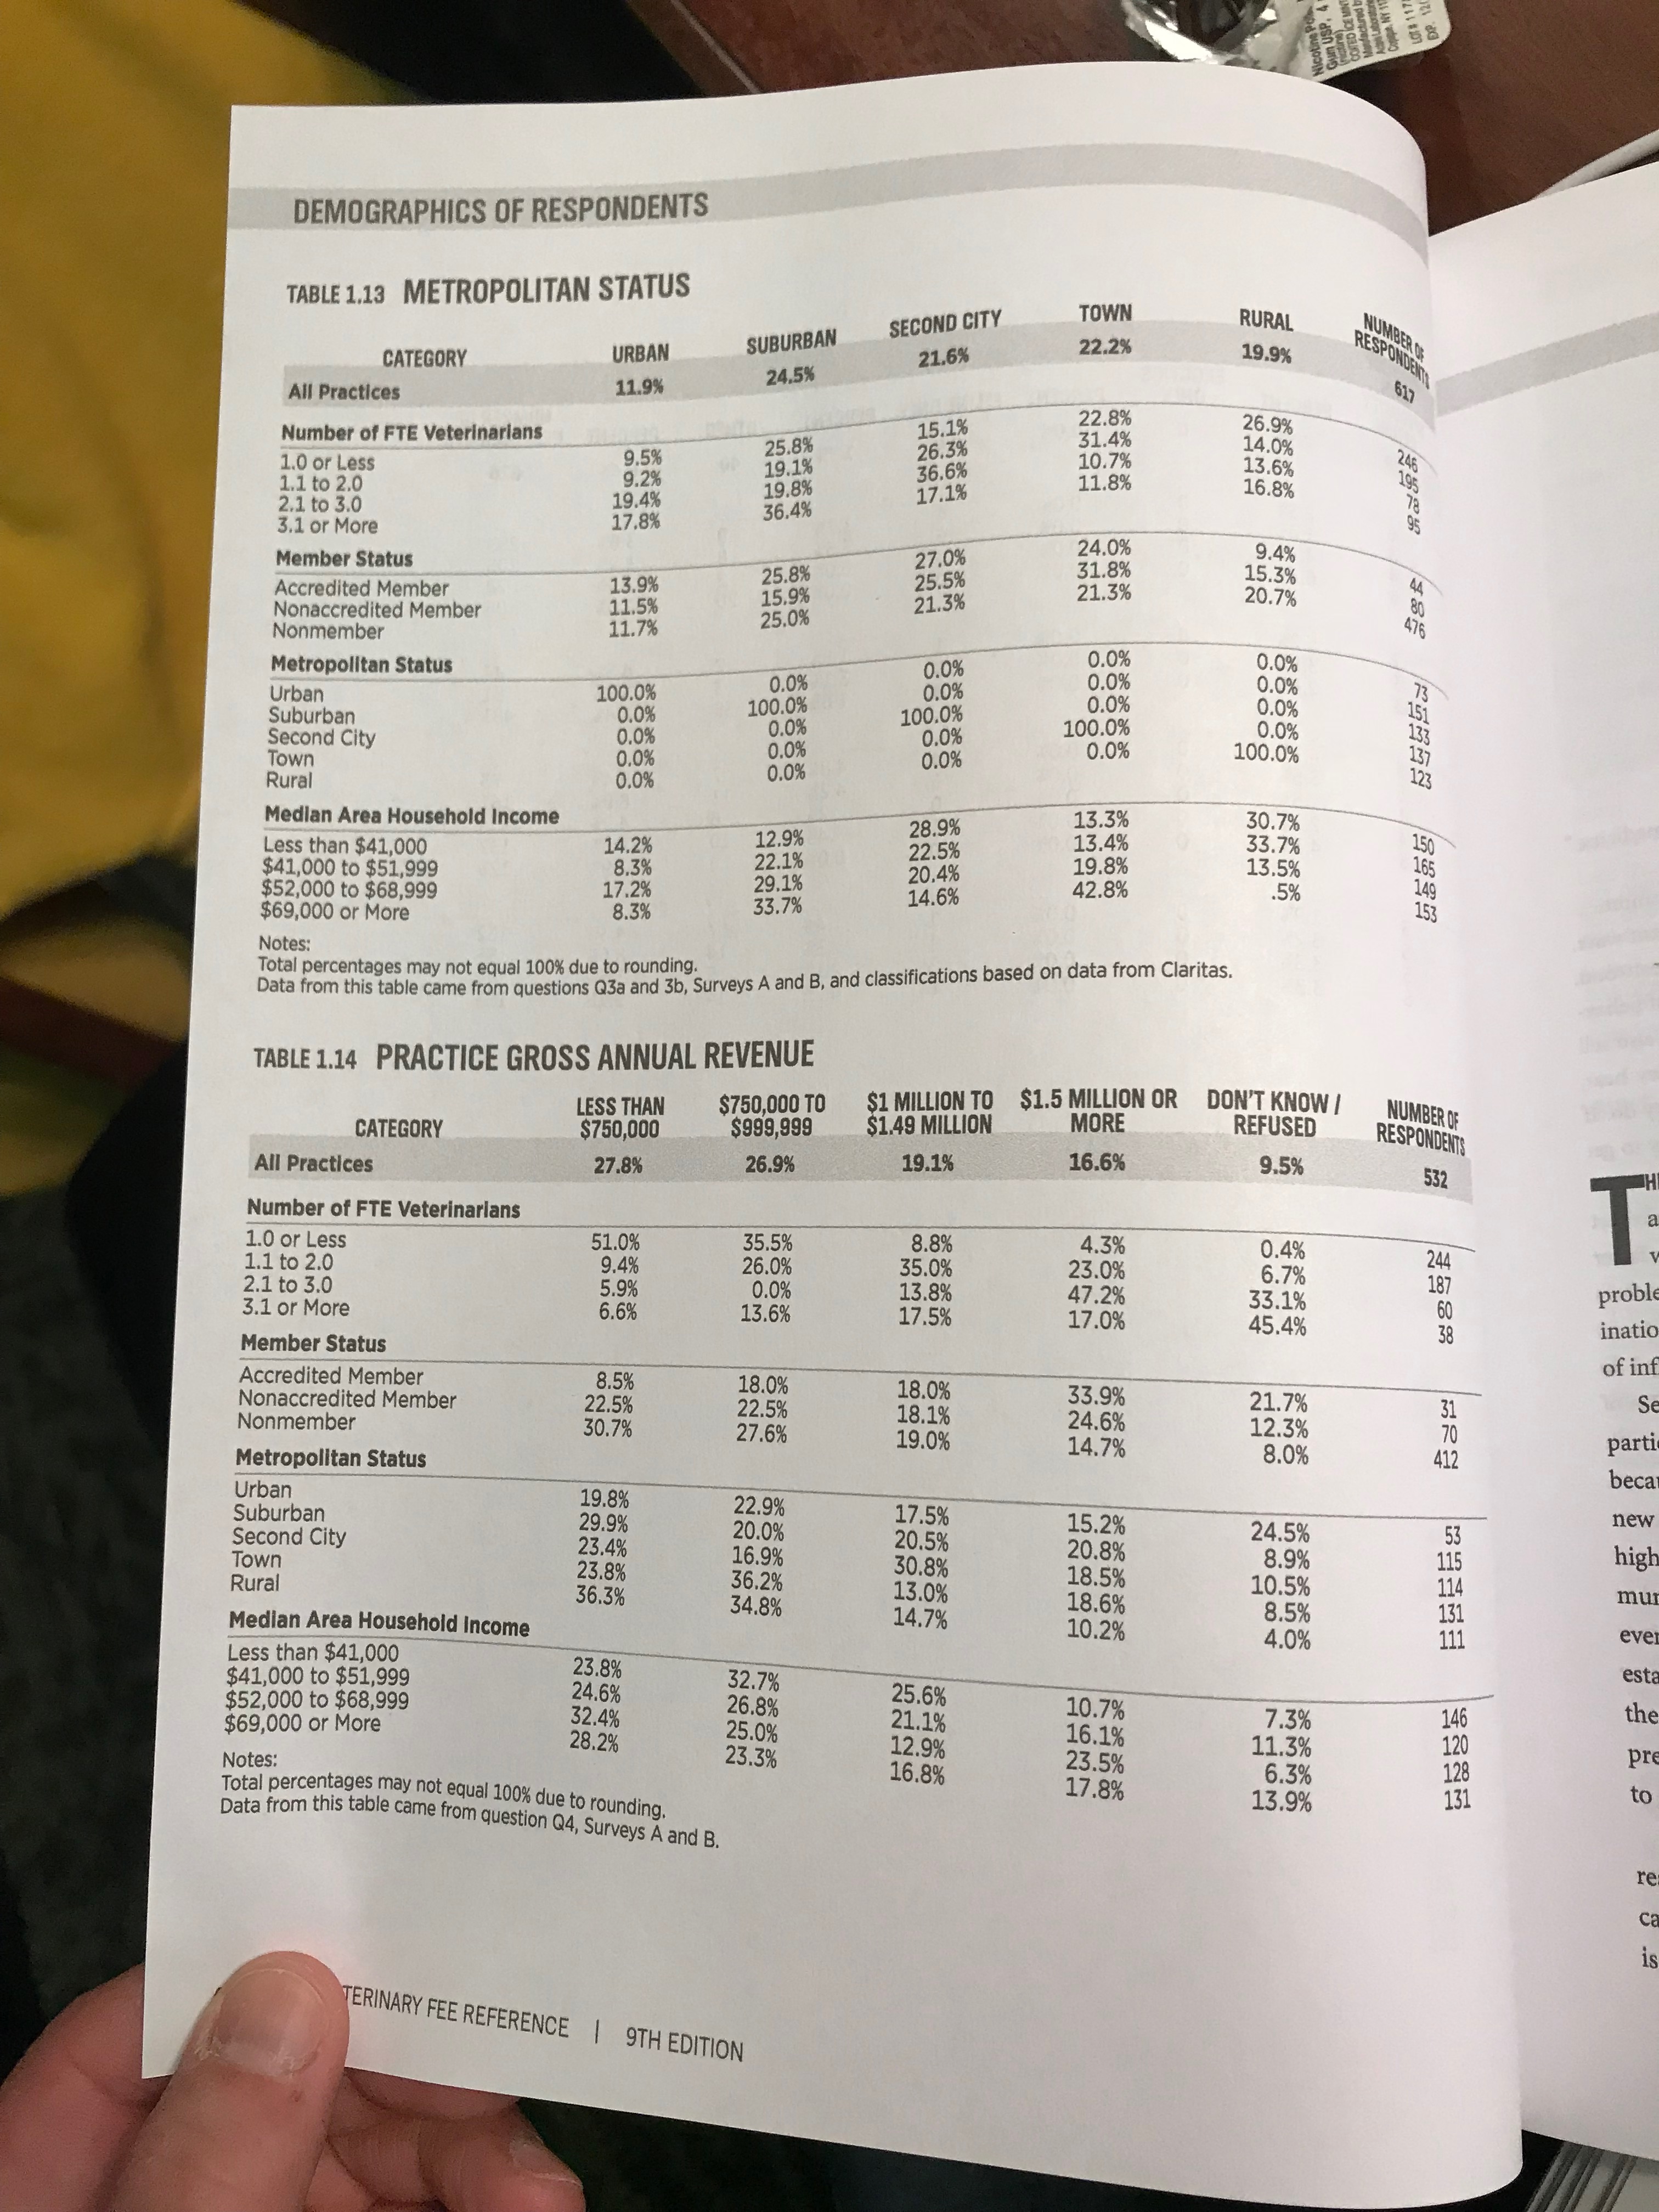 Nicotine
Gum USP, 4
DEMOGRAPHICS OF RESPONDENTS
TABLE 1.13 METROPOLITAN STATUS
CATEGORY URBAN SUBURBAN SECOND CITY TOWN RURAL NUMBER OF RESPONDENTS
All Practices 11.9% 24.5% 21.6% 22.2% 19.9% 617
Number of FTE Veterinarians
1.0 or Less 9.5% 25.8% 15.1% 22.8% 26.9% 246
1.1 to 2.0 9.2% 19.1% 26.3% 31.4% 14.0% 195
2.1 to 3.0 19.4% 19.8% 36.6% 10.7% 13.6% 78
3.1 or More 17.8% 36.4% 17.1% 11.8% 16.8% 95
Member Status
Accredited Member 13.9% 25.8% 27.0% 24.0% 9.4% 44
Nonaccredited Member 11.5% 15.9% 25.5% 31.8% 15.3% 80
Nonmember 11.7% 25.0% 21.3% 21.3% 20.7% 476
Metropolitan Status
Urban 100.0% 0.0% 0.0% 0.0% 0.0% 73
Suburban 0.0% 100.0% 0.0% 0.0% 0.0% 151
Second City 0.0% 0.0% 100.0% 0.0% 0.0% 133
Town 0.0% 0.0% 0.0% 100.0% 0.0% 137
Rural 0.0% 0.0% 0.0% 0.0% 100.0% 123
Median Area Household Income
Less than $41,000 14.2% 12.9% 28.9% 13.3% 30.7% 150
$41,000 to $51,999 8.3% 22.1% 22.5% 13.4% 33.7% 165
$52,000 to $68,999 17.2% 29.1% 20.4% 19.8% 13.5% 149
$69,000 or More 8.3% 33.7% 14.6% 42.8% .5% 153
Notes:
Total percentages may not equal 100% due to rounding.
Data from this table came from questions Q3a and 3b, Surveys A and B, and classifications based on data from Claritas.
TABLE 1.14 PRACTICE GROSS ANNUAL REVENUE
CATEGORY LESS THAN $750,000 $750,000 TO $999,999 $1 MILLION TO $1.49 MILLION $1.5 MILLION OR MORE DON'T KNOW / REFUSED NUMBER OF RESPONDENTS
All Practices 27.8% 26.9% 19.1% 16.6% 9.5% 532
Number of FTE Veterinarians
1.0 or Less 51.0% 35.5% 8.8% 4.3% 0.4% 244
1.1 to 2.0 9.4% 26.0% 35.0% 23.0% 6.7% 187
2.1 to 3.0 5.9% 0.0% 13.8% 47.2% 33.1% 60
3.1 or More 6.6% 13.6% 17.5% 17.0% 45.4% 38
Member Status
Accredited Member 8.5% 18.0% 18.0% 33.9% 21.7% 31
Nonaccredited Member 22.5% 22.5% 18.1% 24.6% 12.3% 70
Nonmember 30.7% 27.6% 19.0% 14.7% 8.0% 412
Metropolitan Status
Urban 19.8% 22.9% 17.5% 15.2% 24.5% 53
Suburban 29.9% 20.0% 20.5% 20.8% 8.9% 115
Second City 23.4% 16.9% 30.8% 18.5% 10.5% 114
Town 23.8% 36.2% 13.0% 18.6% 8.5% 131
Rural 36.3% 34.8% 14.7% 10.2% 4.0% 111
Median Area Household Income
Less than $41,000 23.8% 32.7% 25.6% 10.7% 7.3% 146
$41,000 to $51,999 24.6% 26.8% 21.1% 16.1% 11.3% 120
$52,000 to $68,999 32.4% 25.0% 12.9% 23.5% 6.3% 128
$69,000 or More 28.2% 23.3% 16.8% 17.8% 13.9% 131
Notes:
Total percentages may not equal 100% due to rounding.
Data from this table came from question Q4, Surveys A and B.
TERINARY FEE REFERENCE | 9TH EDITION
TH
a
proble
inatio
of inf
Se
parti
beca
new
high
mu
ever
esta
the
pre
to
re
ca
is